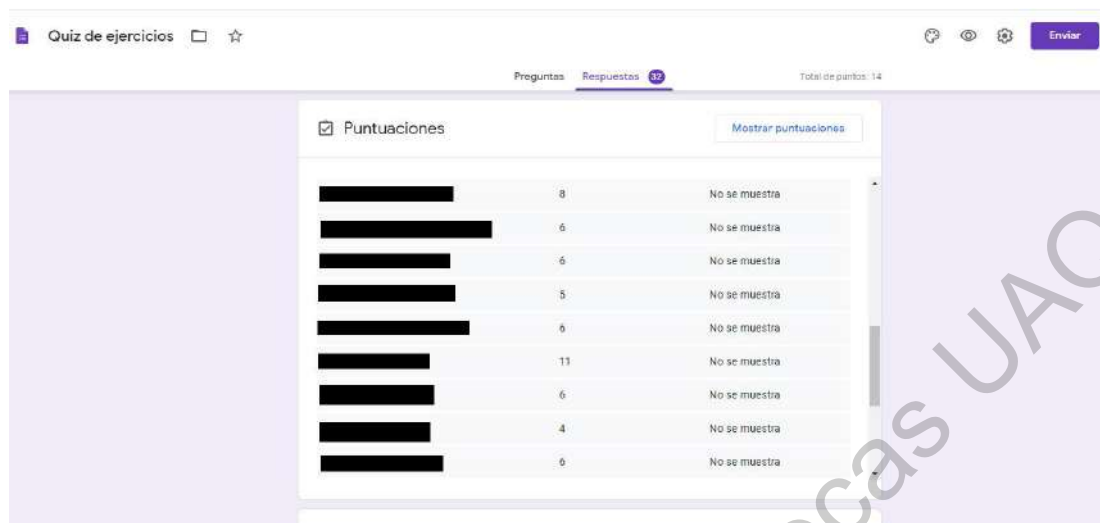 Quiz de ejercicios
Enviar
Preguntas Respuestas 32 Total de puntos: 14
Puntuaciones Mostrar puntuaciones
8 No se muestra
6 No se muestra
6 No se muestra
5 No se muestra
6 No se muestra
11 No se muestra
6 No se muestra
4 No se muestra
6 No se muestra
cas UAQ